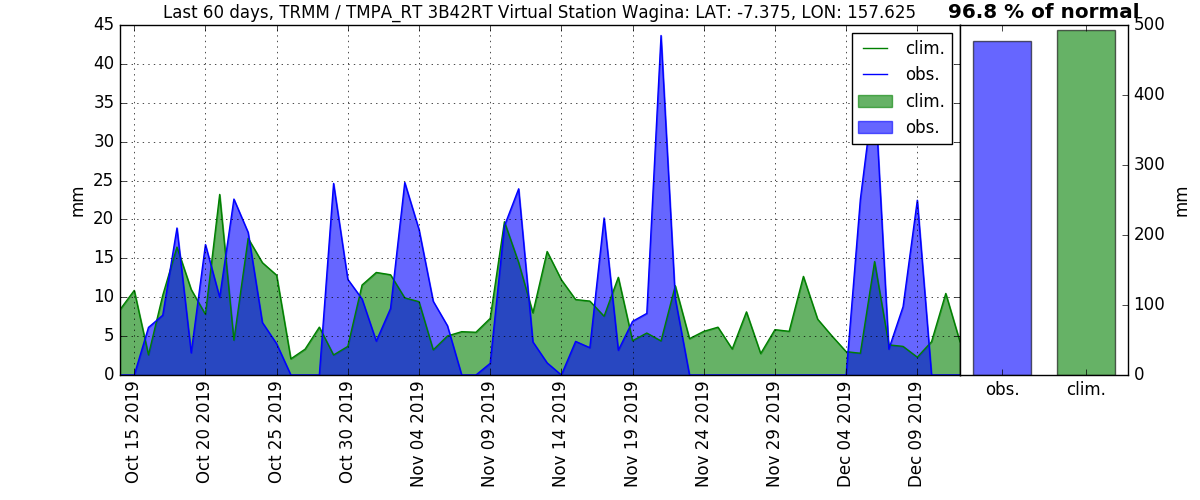 Last 60 days, TRMM / TMPA_RT 3B42RT Virtual Station Wagina: LAT: -7.375, LON: 157.625
96.8 % of normal
mm
45
40
35
30
25
20
15
10
5
0
clim.
obs.
clim.
obs.
Oct 15 2019
Oct 20 2019
Oct 25 2019
Oct 30 2019
Nov 04 2019
Nov 09 2019
Nov 14 2019
Nov 19 2019
Nov 24 2019
Nov 29 2019
Dec 04 2019
Dec 09 2019
500
400
300
200
100
0
mm
obs.
clim.